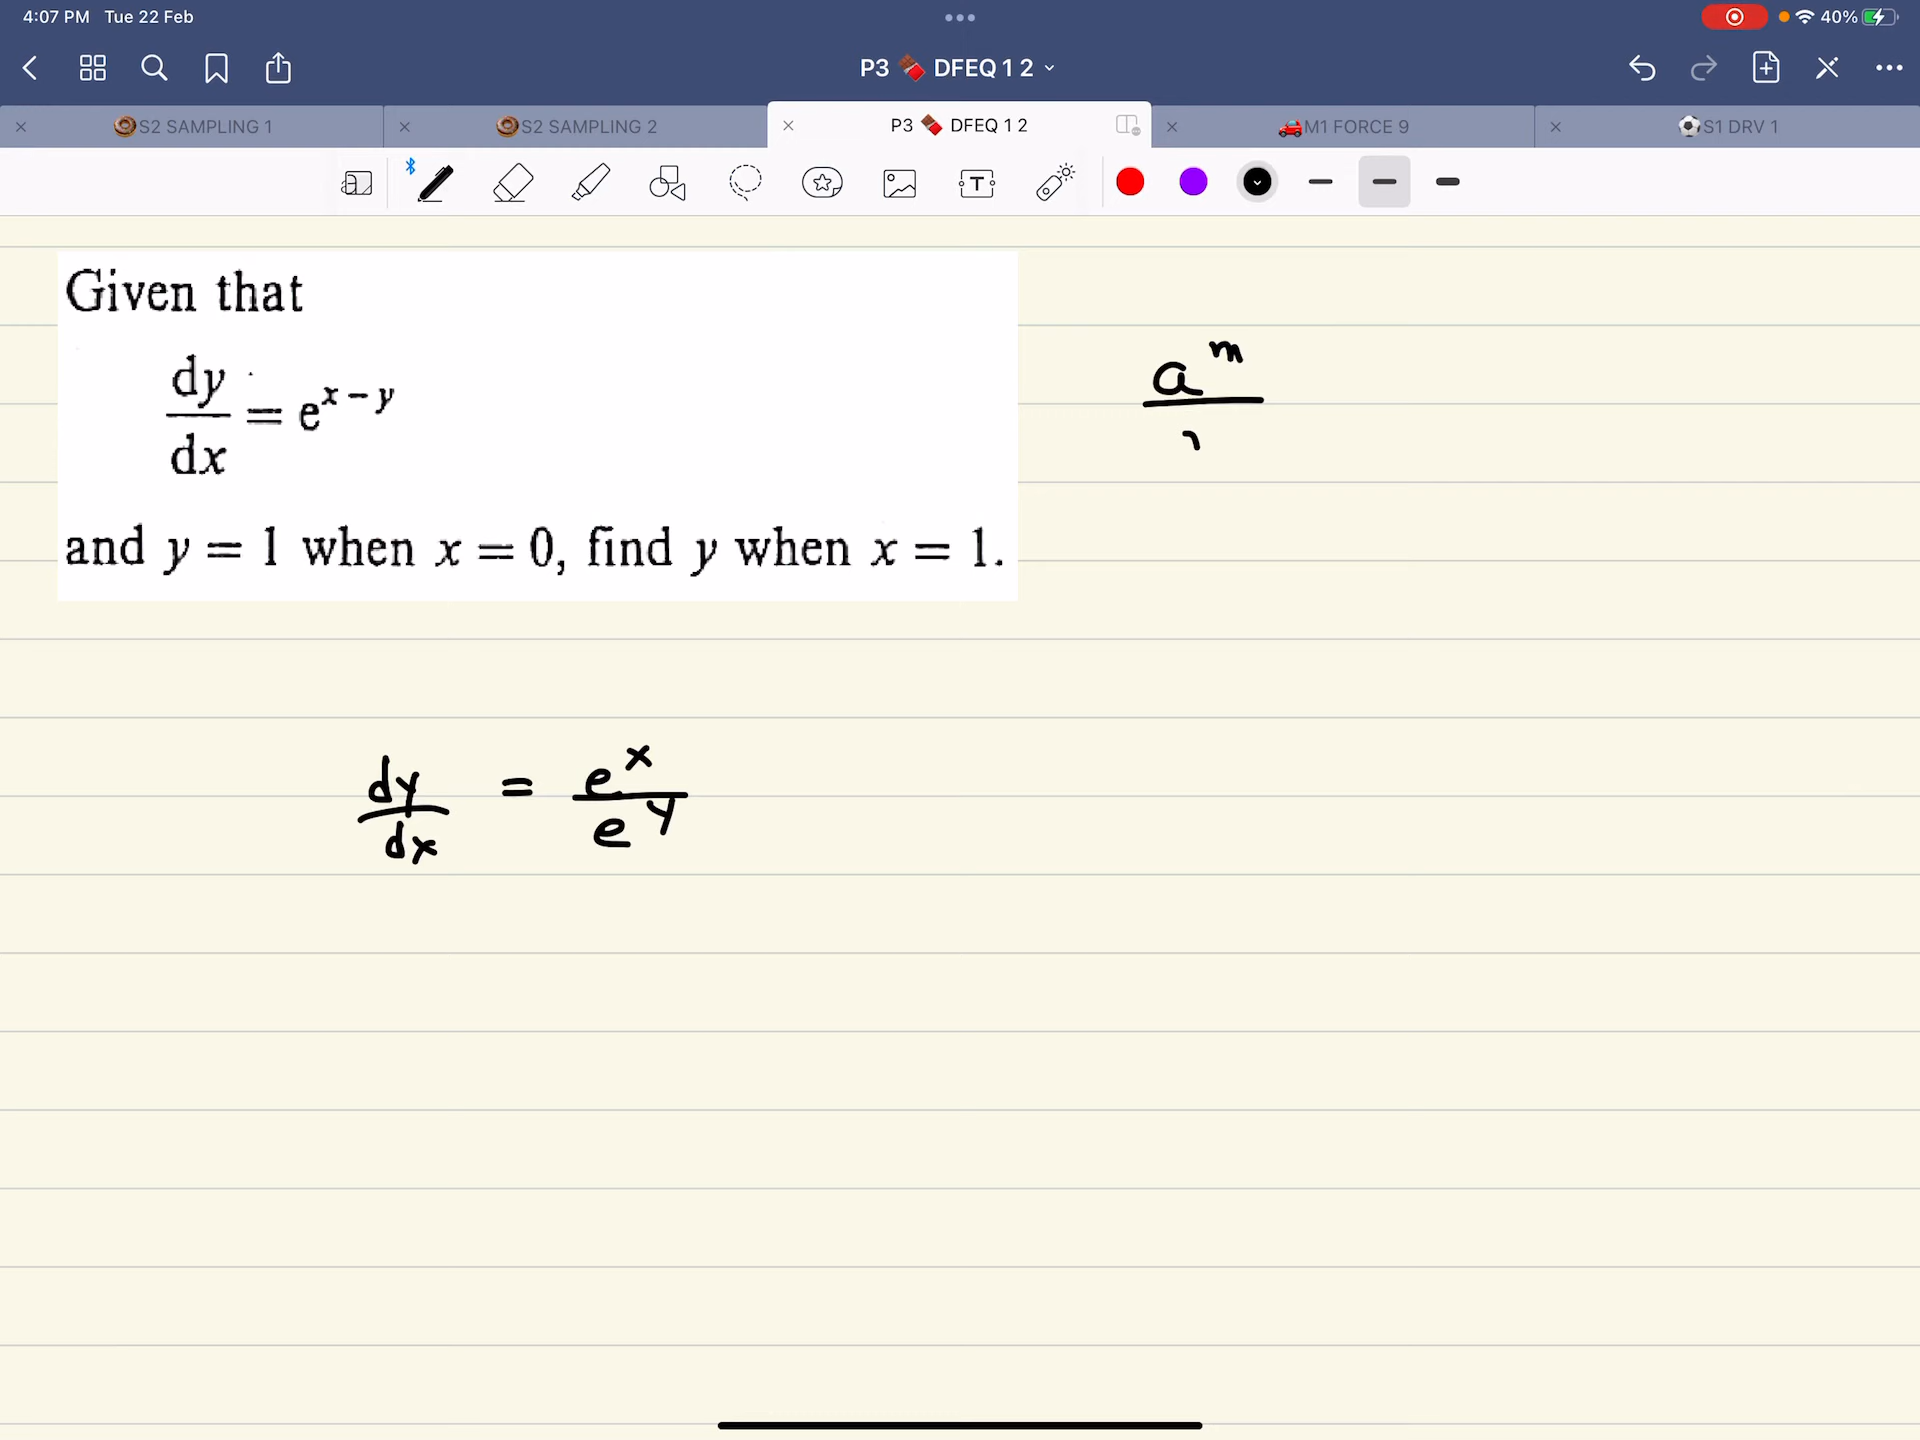 4:07 PM Tue 22 Feb
40%
P3 🍫 DFEQ 1 2
🍩S2 SAMPLING 1
🍩S2 SAMPLING 2
P3 🍫 DFEQ 1 2
🚗M1 FORCE 9
⚽S1 DRV 1
Given that
dy/dx = e^{x-y}
and y = 1 when x = 0, find y when x = 1.
a^m
dy/dx = e^x/e^y